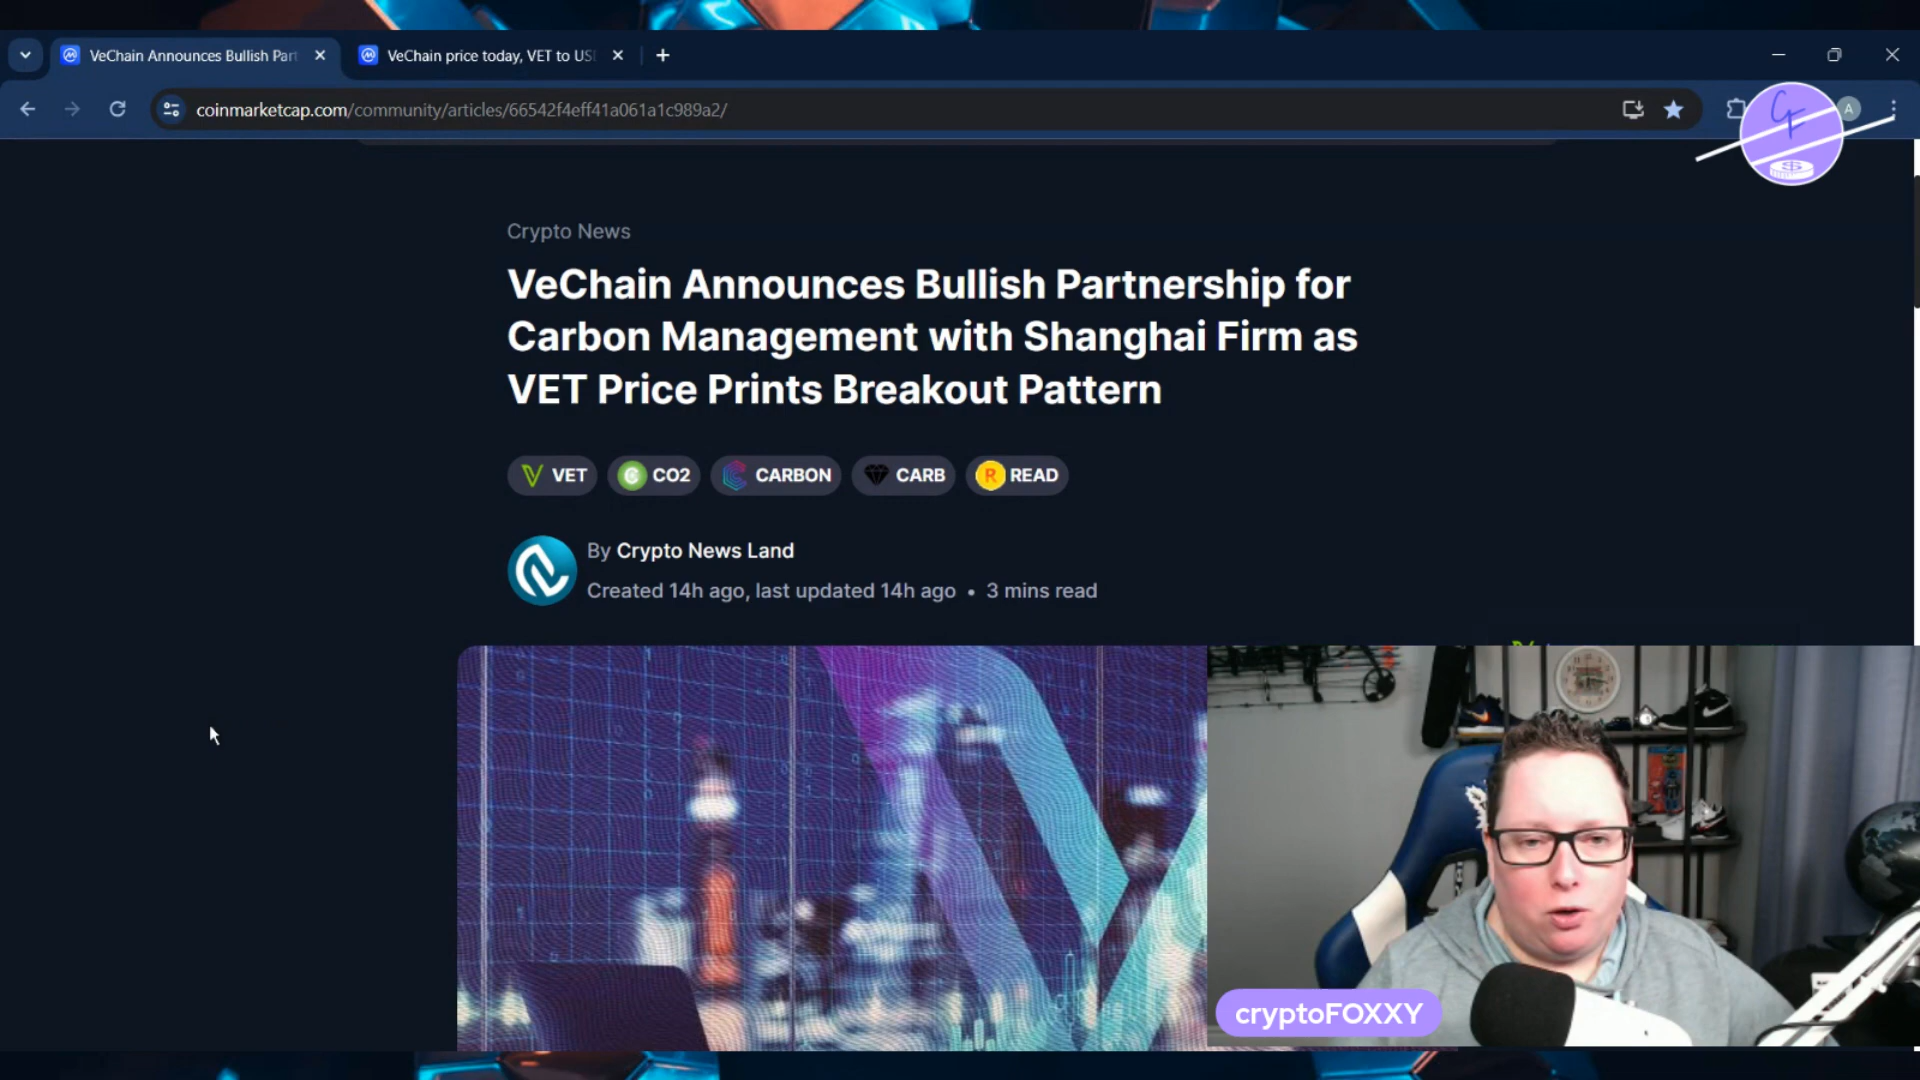 VeChain Announces Bullish Part
VeChain price today, VET to US
coinmarketcap.com/community/articles/66542f4eff41a061a1c989a2/
A
Crypto News
VeChain Announces Bullish Partnership for
Carbon Management with Shanghai Firm as
VET Price Prints Breakout Pattern
VET
CO2
CARBON
CARB
R READ
By Crypto News Land
Created 14h ago, last updated 14h ago • 3 mins read
cryptoFOXXY